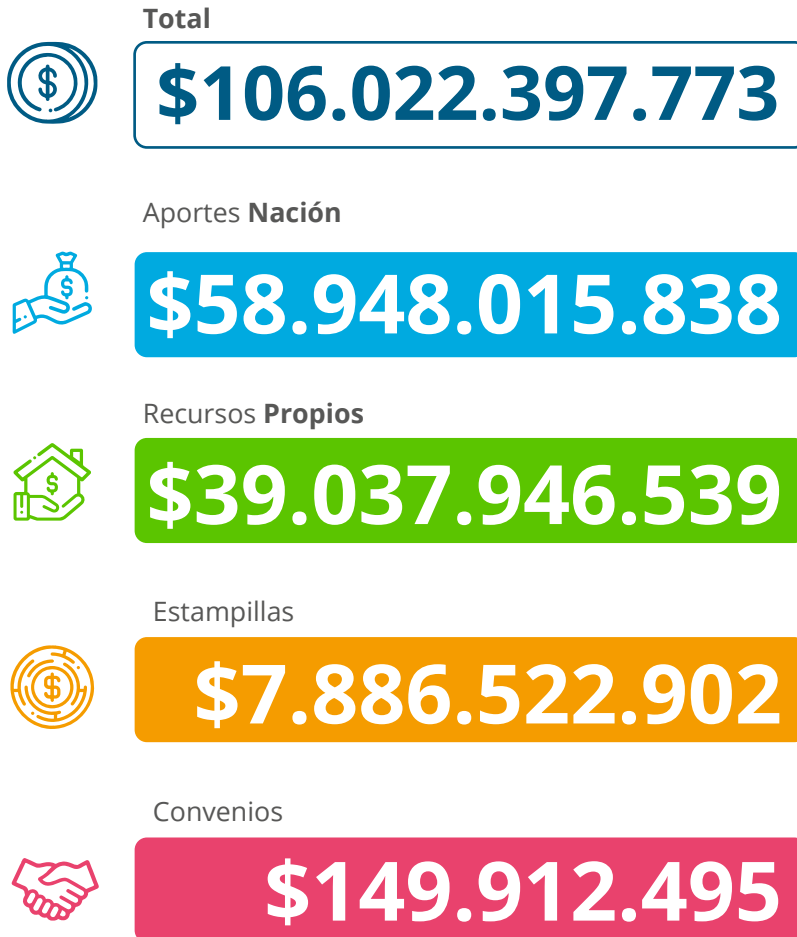 Total
$106.022.397.773
Aportes Nación
$58.948.015.838
Recursos Propios
$39.037.946.539
Estampillas
$7.886.522.902
Convenios
$149.912.495